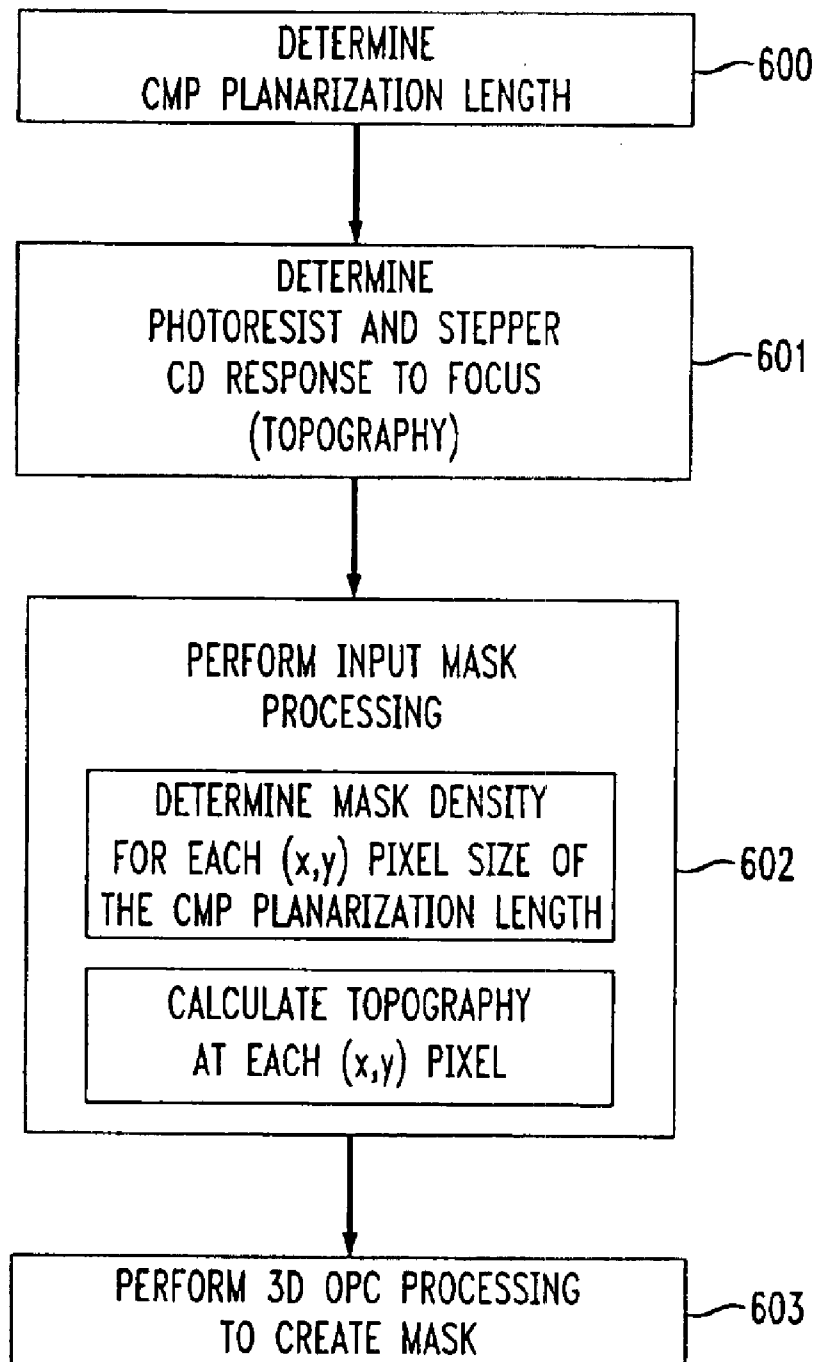 DETERMINE
CMP PLANARIZATION LENGTH
600
DETERMINE
PHOTORESIST AND STEPPER
CD RESPONSE TO FOCUS
(TOPOGRAPHY)
601
PERFORM INPUT MASK
PROCESSING
DETERMINE MASK DENSITY
FOR EACH (x,y) PIXEL SIZE OF
THE CMP PLANARIZATION LENGTH
CALCULATE TOPOGRAPHY
AT EACH (x,y) PIXEL
602
PERFORM 3D OPC PROCESSING
TO CREATE MASK
603